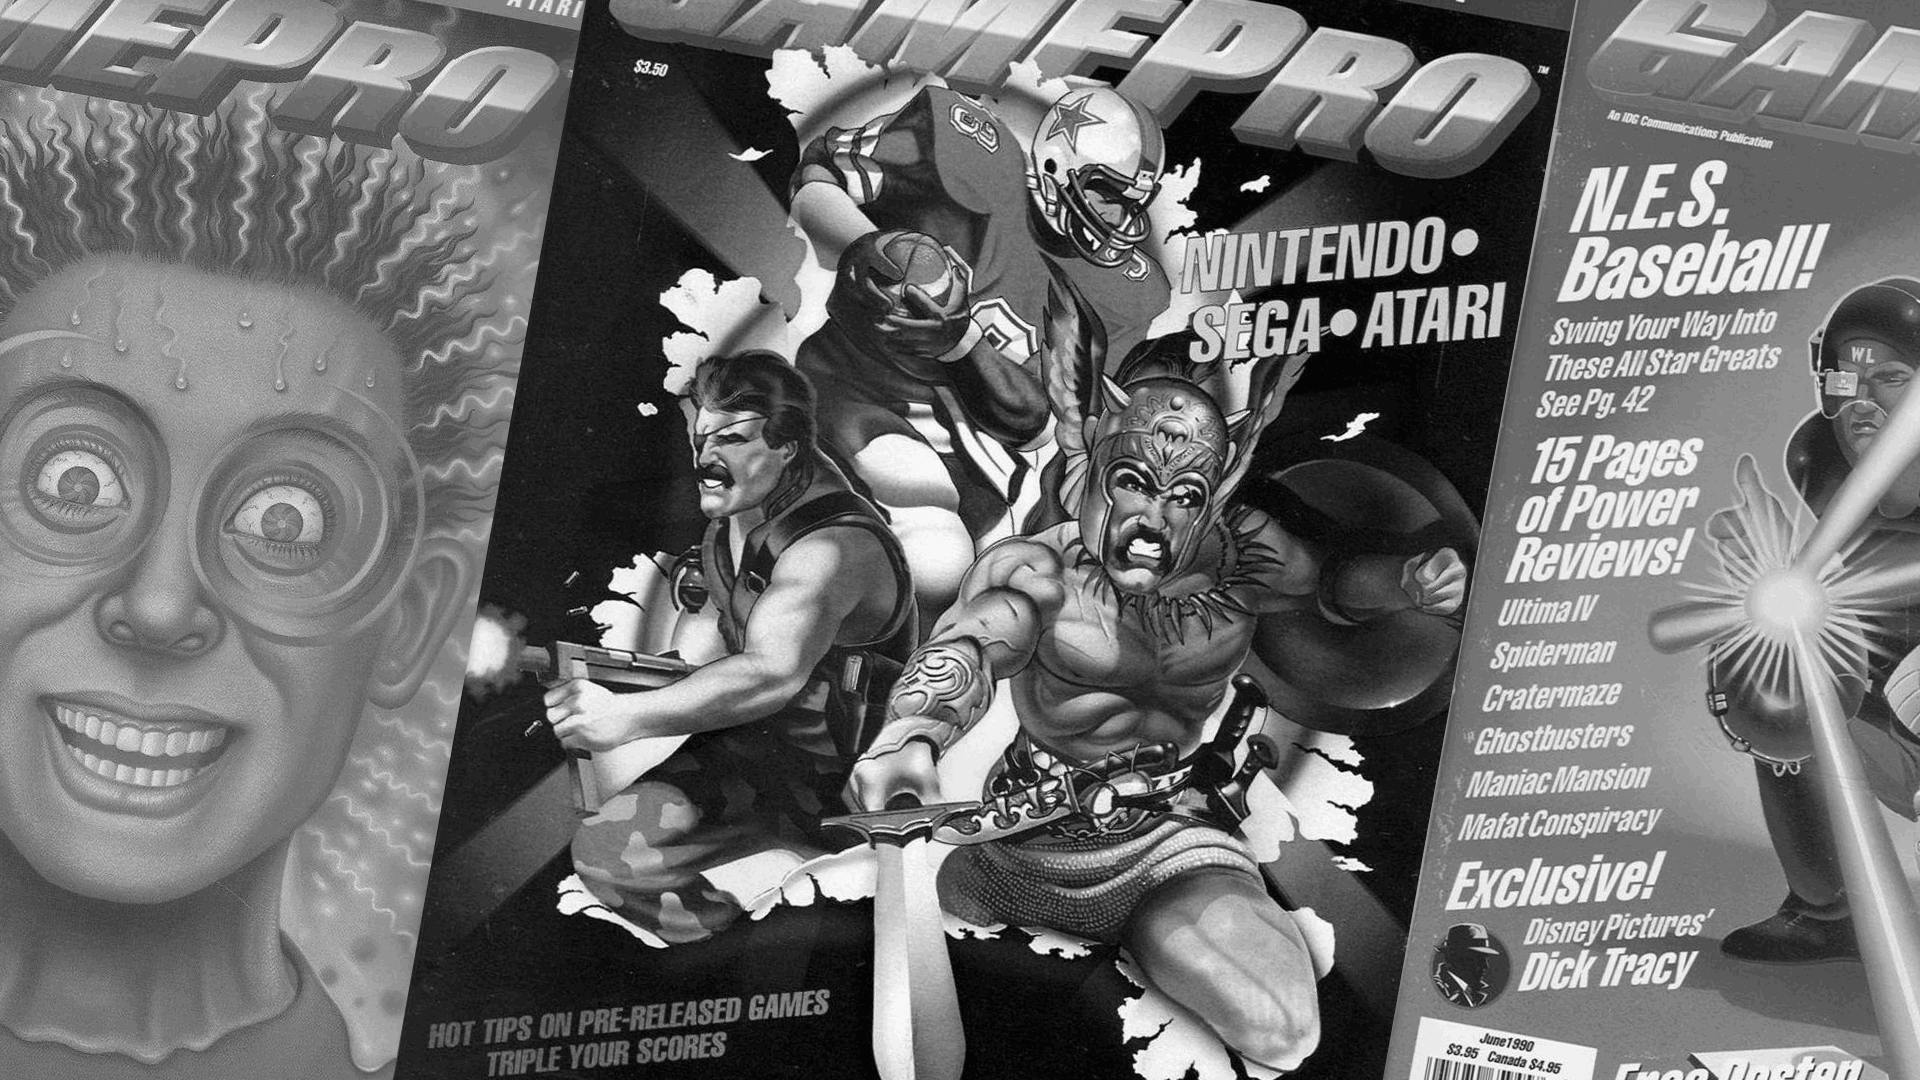 ATARI
GAMEPRO
$3.50
™
NINTENDO•
SEGA•ATARI
HOT TIPS ON PRE-RELEASED GAMES
TRIPLE YOUR SCORES
An IDG Communications Publication
N.E.S.
Baseball!
Swing Your Way Into
These All Star Greats
See Pg. 42
15 Pages
of Power
Reviews!
Ultima IV
Spiderman
Cratermaze
Ghostbusters
Maniac Mansion
Mafat Conspiracy
Exclusive!
Disney Pictures'
Dick Tracy
WL
June 1990
$3.95 Canada $4.95
Free Poster